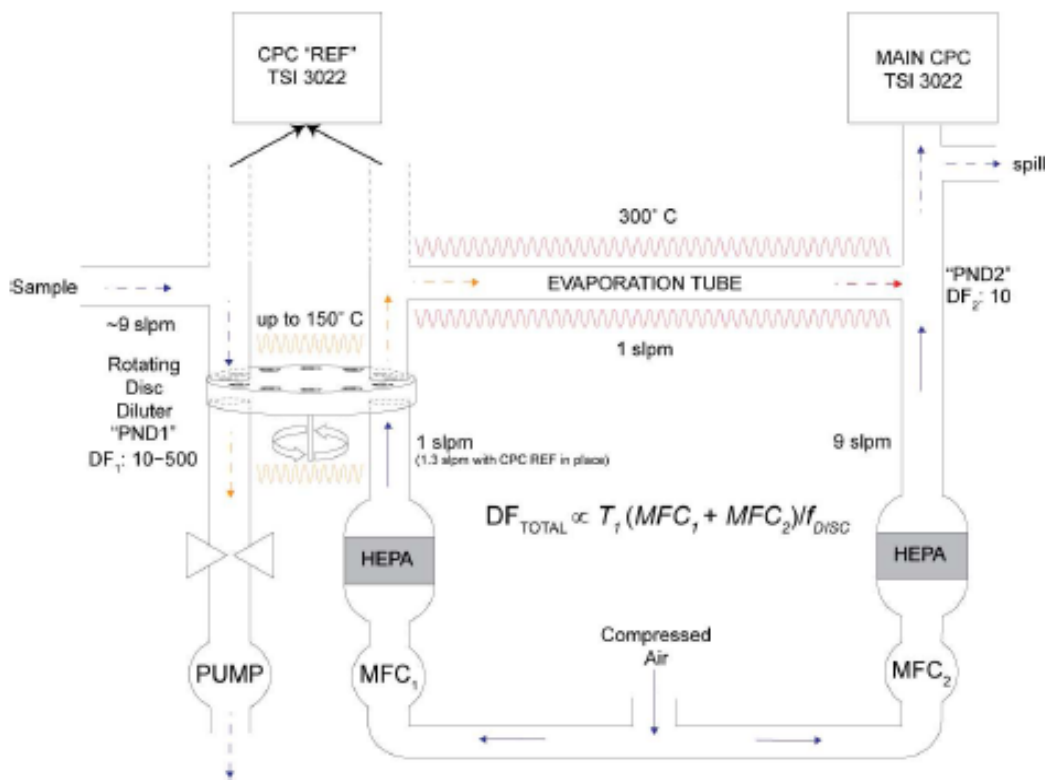 CPC "REF"
TSI 3022
MAIN CPC
TSI 3022
spill
300° C
Sample
EVAPORATION TUBE
"PND2"
DF2: 10
~9 slpm
up to 150° C
1 slpm
Rotating
Disc
Diluter
"PND1"
DF1: 10–500
1 slpm
(1.3 slpm with CPC REF in place)
9 slpm
DF_TOTAL ∝ T1 (MFC1 + MFC2)/f_DISC
HEPA
HEPA
Compressed
Air
PUMP
MFC1
MFC2